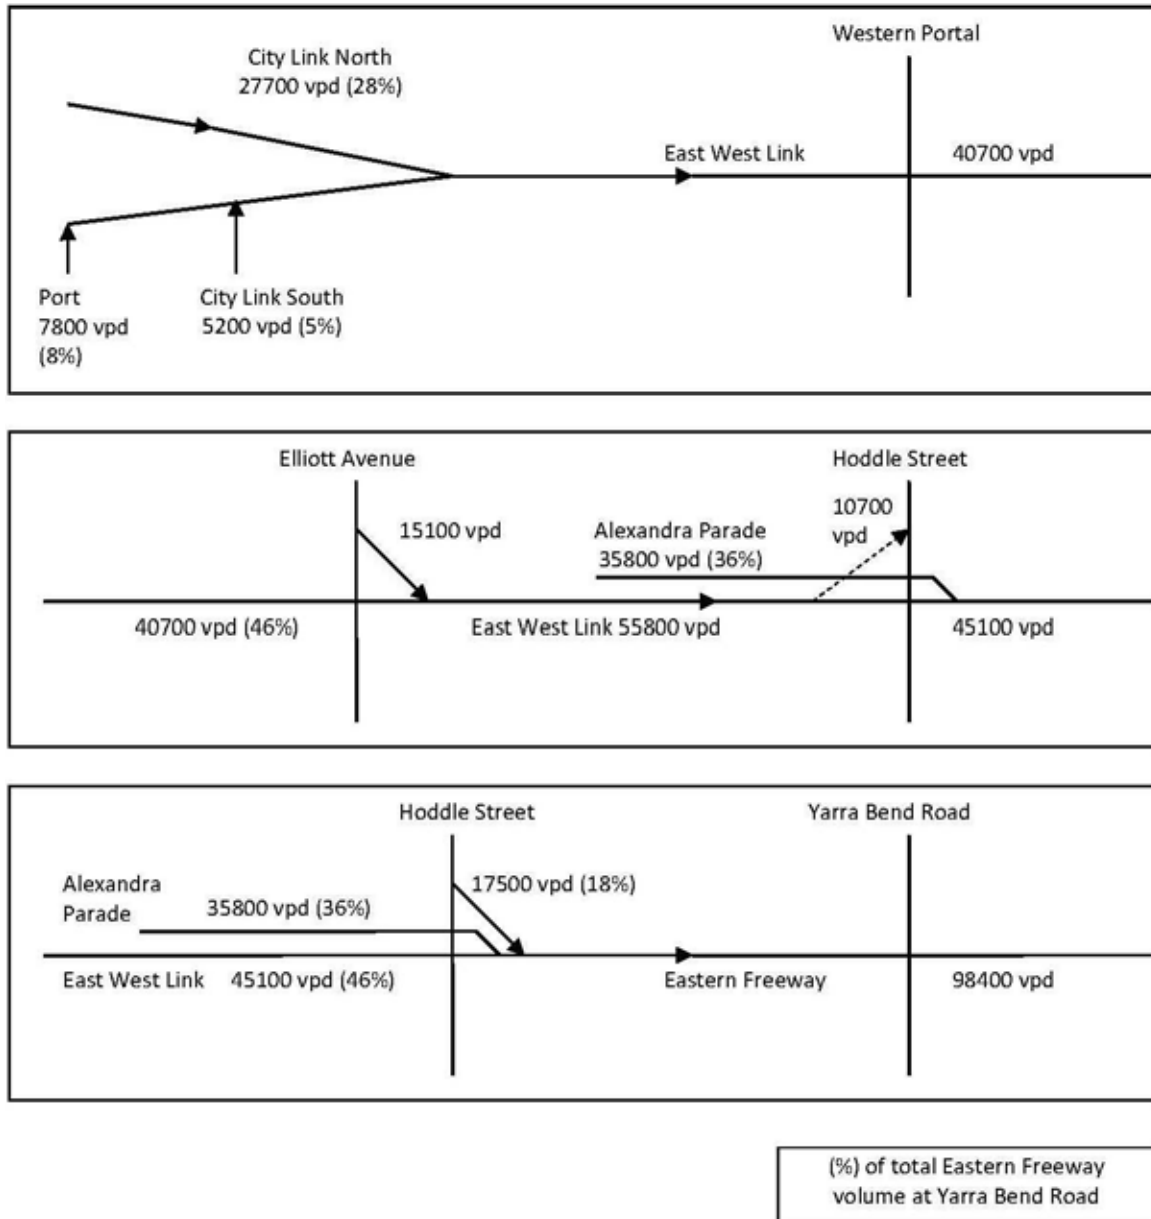 Western Portal
City Link North
27700 vpd (28%)
East West Link
40700 vpd
Port
7800 vpd
(8%)
City Link South
5200 vpd (5%)
Elliott Avenue
Hoddle Street
15100 vpd
10700
vpd
Alexandra Parade
35800 vpd (36%)
40700 vpd (46%)
East West Link 55800 vpd
45100 vpd
Hoddle Street
Yarra Bend Road
Alexandra
Parade
35800 vpd (36%)
17500 vpd (18%)
East West Link
45100 vpd (46%)
Eastern Freeway
98400 vpd
(%) of total Eastern Freeway
volume at Yarra Bend Road